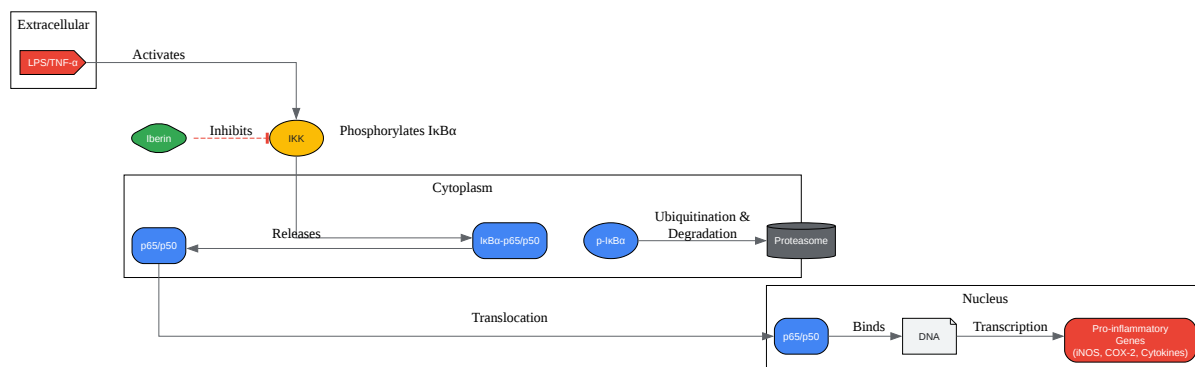 Extracellular
LPS/TNF-α
Activates
Iberin
Inhibits
IKK
Phosphorylates IκBα
Cytoplasm
p65/p50
Releases
IκBα-p65/p50
p-IκBα
Ubiquitination &
Degradation
Proteasome
Translocation
Nucleus
p65/p50
Binds
DNA
Transcription
Pro-inflammatory
Genes
(iNOS, COX-2, Cytokines)